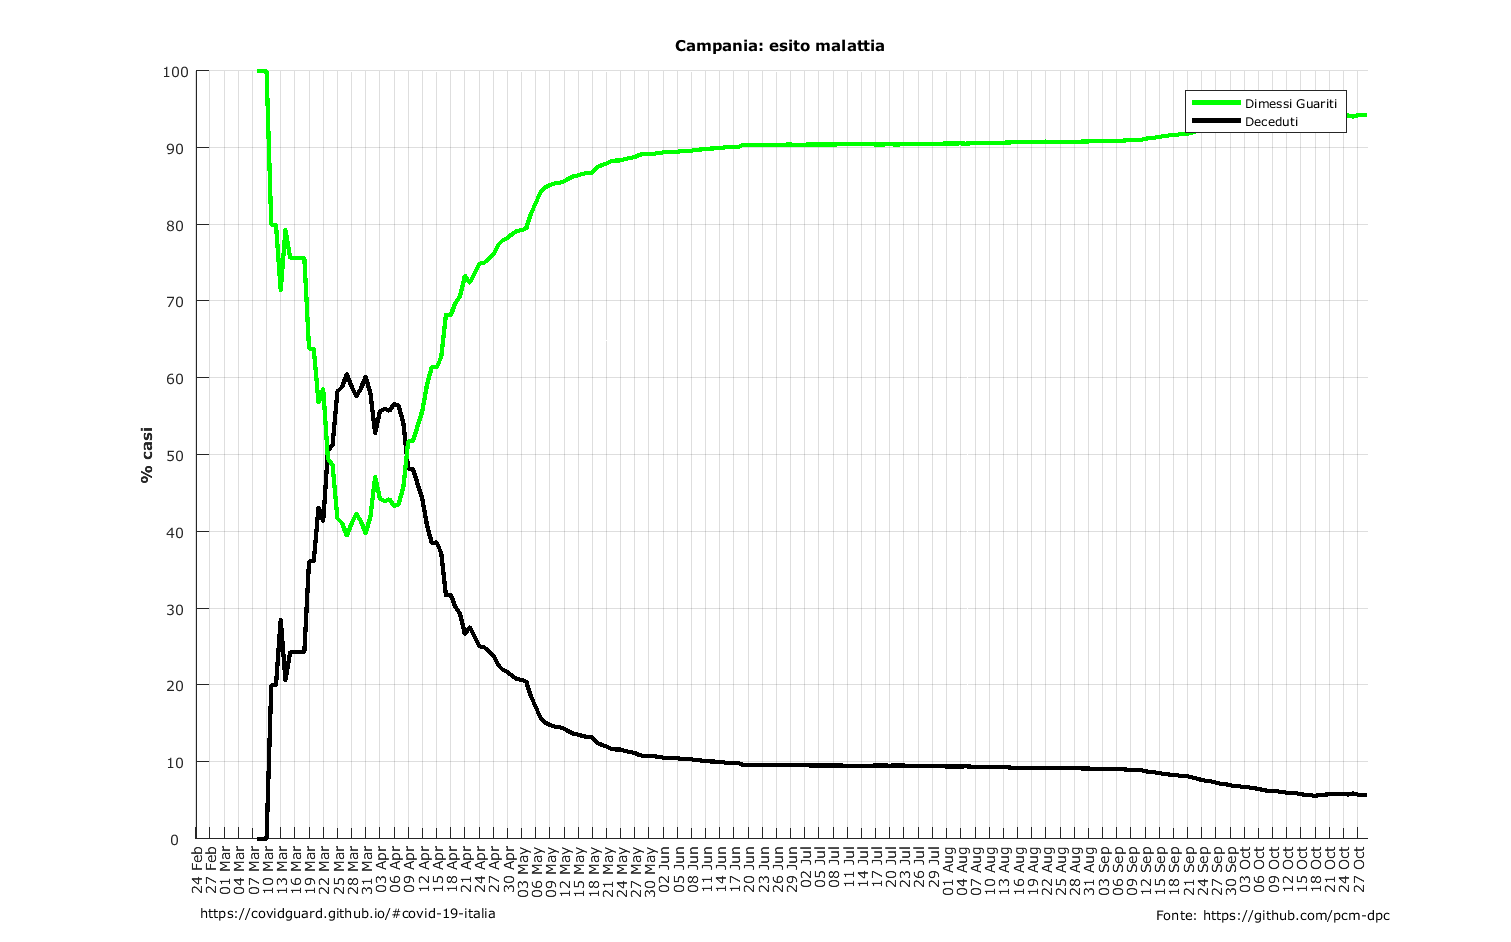 Campania: esito malattia
Dimessi Guariti
Deceduti
% casi
100
90
80
70
60
50
40
30
20
10
0
24 Feb
27 Feb
01 Mar
04 Mar
07 Mar
10 Mar
13 Mar
16 Mar
19 Mar
22 Mar
25 Mar
28 Mar
31 Mar
03 Apr
06 Apr
09 Apr
12 Apr
15 Apr
18 Apr
21 Apr
24 Apr
27 Apr
30 Apr
03 May
06 May
09 May
12 May
15 May
18 May
21 May
24 May
27 May
30 May
02 Jun
05 Jun
08 Jun
11 Jun
14 Jun
17 Jun
20 Jun
23 Jun
26 Jun
29 Jun
02 Jul
05 Jul
08 Jul
11 Jul
14 Jul
17 Jul
20 Jul
23 Jul
26 Jul
29 Jul
01 Aug
04 Aug
07 Aug
10 Aug
13 Aug
16 Aug
19 Aug
22 Aug
25 Aug
28 Aug
31 Aug
03 Sep
06 Sep
09 Sep
12 Sep
15 Sep
18 Sep
21 Sep
24 Sep
27 Sep
30 Sep
03 Oct
06 Oct
09 Oct
12 Oct
15 Oct
18 Oct
21 Oct
24 Oct
27 Oct
https://covidguard.github.io/#covid-19-italia
Fonte: https://github.com/pcm-dpc